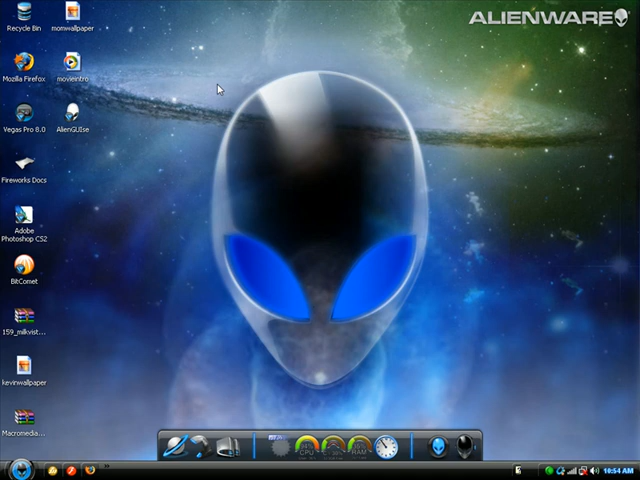 ALIENWARE
Recycle Bin
momwallpaper
Mozilla Firefox
movieintro
Vegas Pro 8.0
AlienGUIse
Fireworks Docs
Adobe
Photoshop CS2
BitComet
159_milkvist...
kevinwallpaper
Macromedia...
CPU
RAM
10:54 AM